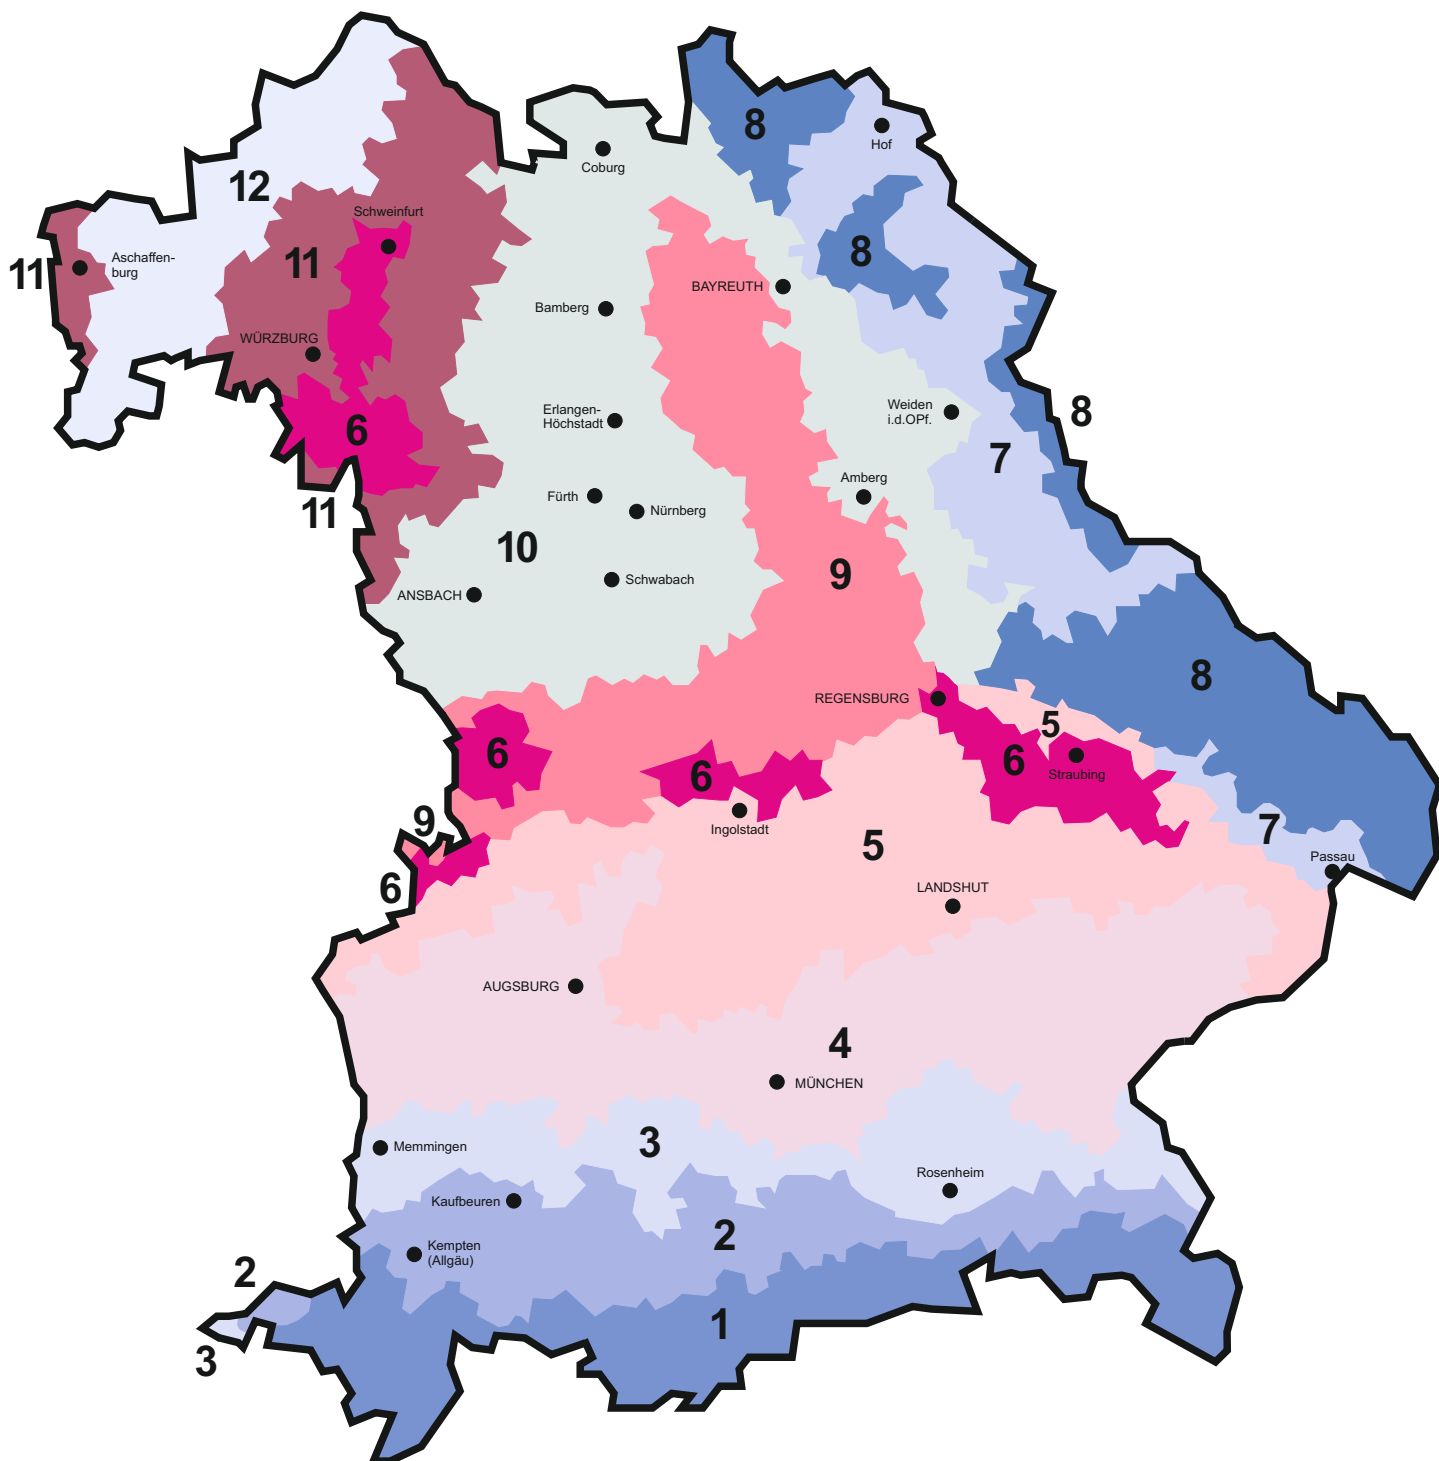 8
Hof
Coburg
12
Schweinfurt
8
11
11
Aschaffen-
burg
BAYREUTH
Bamberg
WÜRZBURG
Erlangen-
Höchstadt
Weiden
i.d.OPf.
8
6
7
Amberg
Fürth
Nürnberg
11
10
9
Schwabach
ANSBACH
8
REGENSBURG
5
6
6
6
Straubing
9
Ingolstadt
7
5
Passau
6
LANDSHUT
AUGSBURG
4
MÜNCHEN
Memmingen
3
Rosenheim
Kaufbeuren
2
Kempten
(Allgäu)
2
1
3